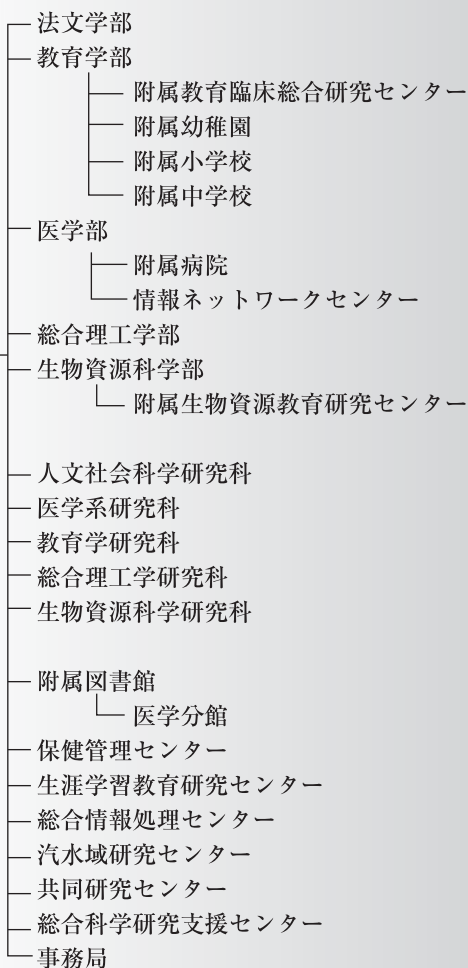 法文学部
教育学部
附属教育臨床総合研究センター
附属幼稚園
附属小学校
附属中学校
医学部
附属病院
情報ネットワークセンター
総合理工学部
生物資源科学部
附属生物資源教育研究センター
人文社会科学研究科
医学系研究科
教育学研究科
総合理工学研究科
生物資源科学研究科
附属図書館
医学分館
保健管理センター
生涯学習教育研究センター
総合情報処理センター
汽水域研究センター
共同研究センター
総合科学研究支援センター
事務局